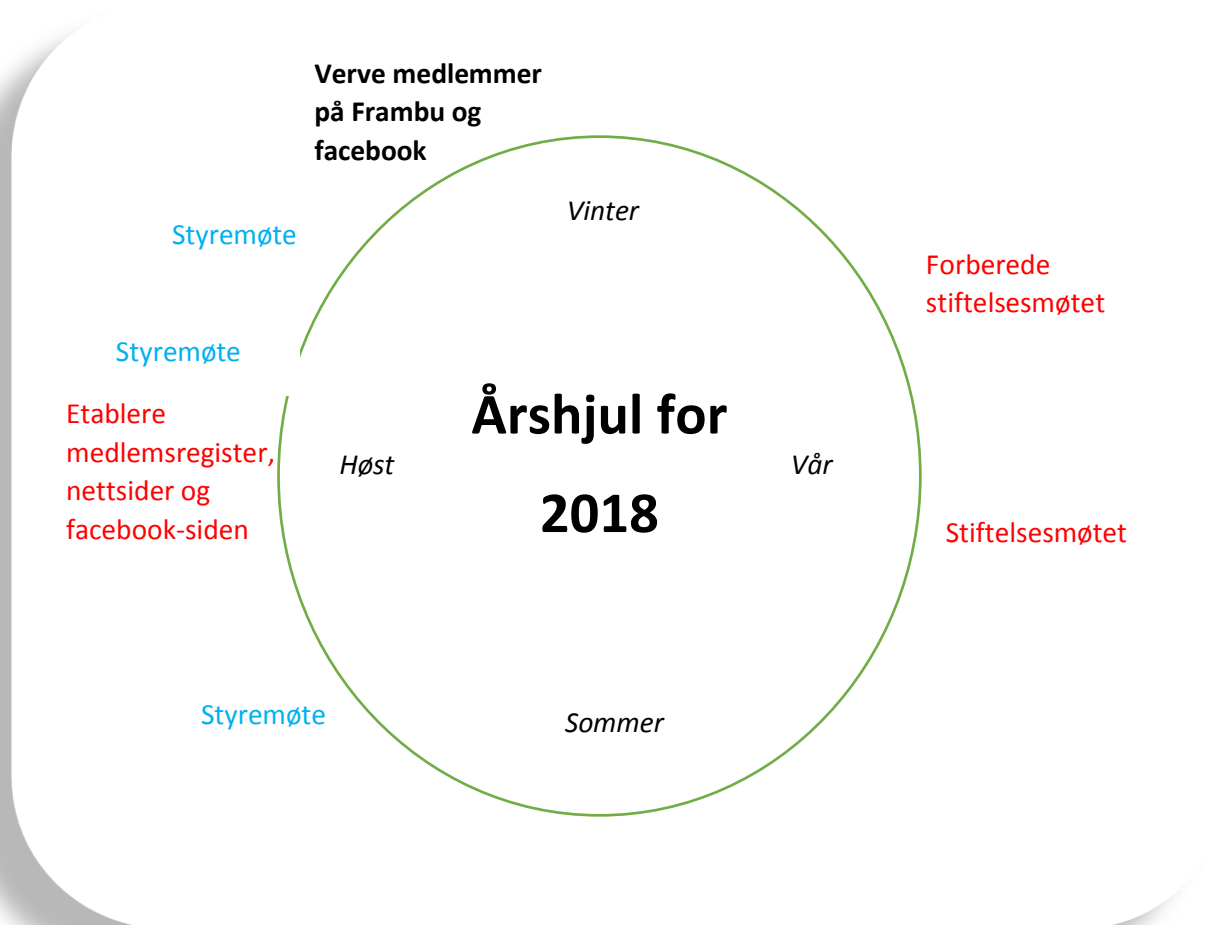 Verve medlemmer
på Frambu og
facebook
Vinter
Styremøte
Forberede
stiftelsesmøtet
Styremøte
Etablere
medlemsregister,
nettsider og
facebook-siden
Årshjul for
2018
Høst
Vår
Stiftelsesmøtet
Styremøte
Sommer